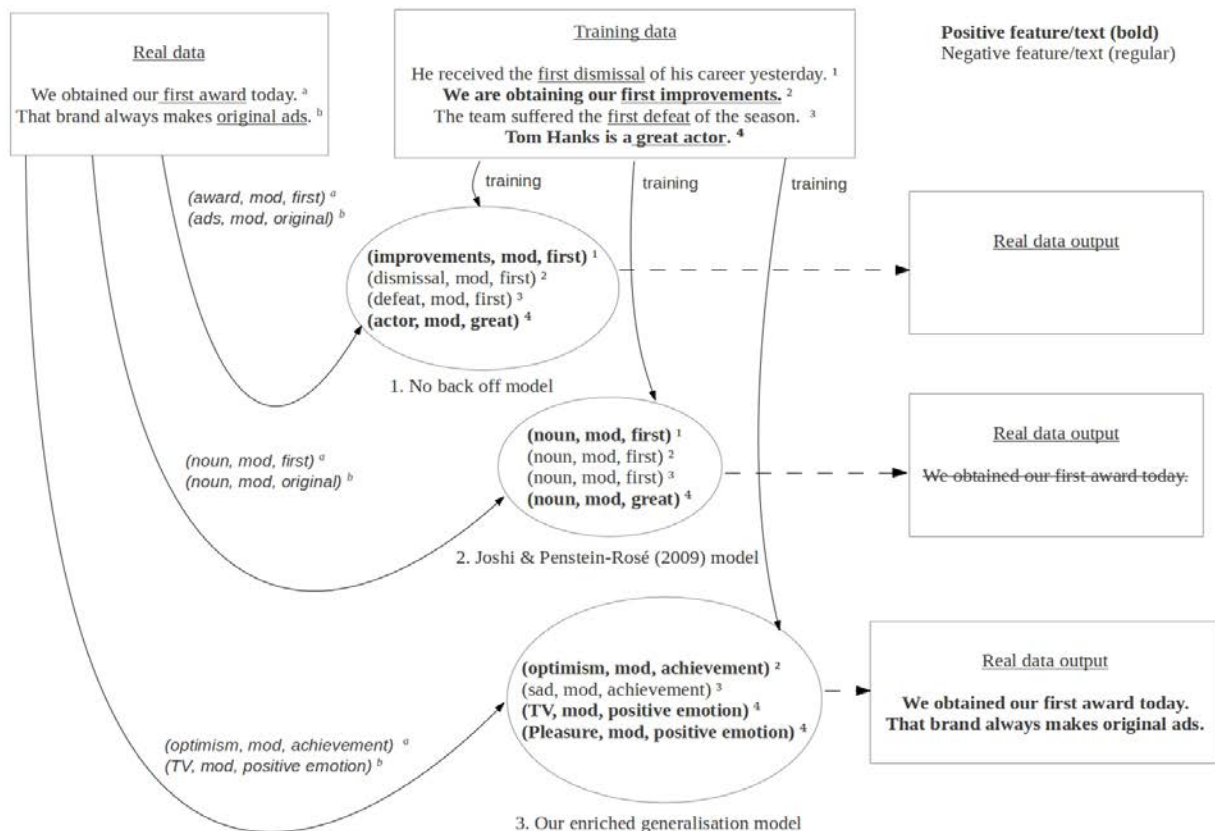 Real data
We obtained our first award today. ᵃ
That brand always makes original ads. ᵇ
Training data
He received the first dismissal of his career yesterday. ¹
We are obtaining our first improvements. ²
The team suffered the first defeat of the season. ³
Tom Hanks is a great actor. ⁴
Positive feature/text (bold)
Negative feature/text (regular)
training
training
training
(award, mod, first) ᵃ
(ads, mod, original) ᵇ
(improvements, mod, first) ¹
(dismissal, mod, first) ²
(defeat, mod, first) ³
(actor, mod, great) ⁴
1. No back off model
Real data output
(noun, mod, first) ᵃ
(noun, mod, original) ᵇ
(noun, mod, first) ¹
(noun, mod, first) ²
(noun, mod, first) ³
(noun, mod, great) ⁴
2. Joshi & Penstein-Rosé (2009) model
Real data output
We obtained our first award today.
(optimism, mod, achievement) ᵃ
(TV, mod, positive emotion) ᵇ
(optimism, mod, achievement) ²
(sad, mod, achievement) ³
(TV, mod, positive emotion) ⁴
(Pleasure, mod, positive emotion) ⁴
3. Our enriched generalisation model
Real data output
We obtained our first award today.
That brand always makes original ads.